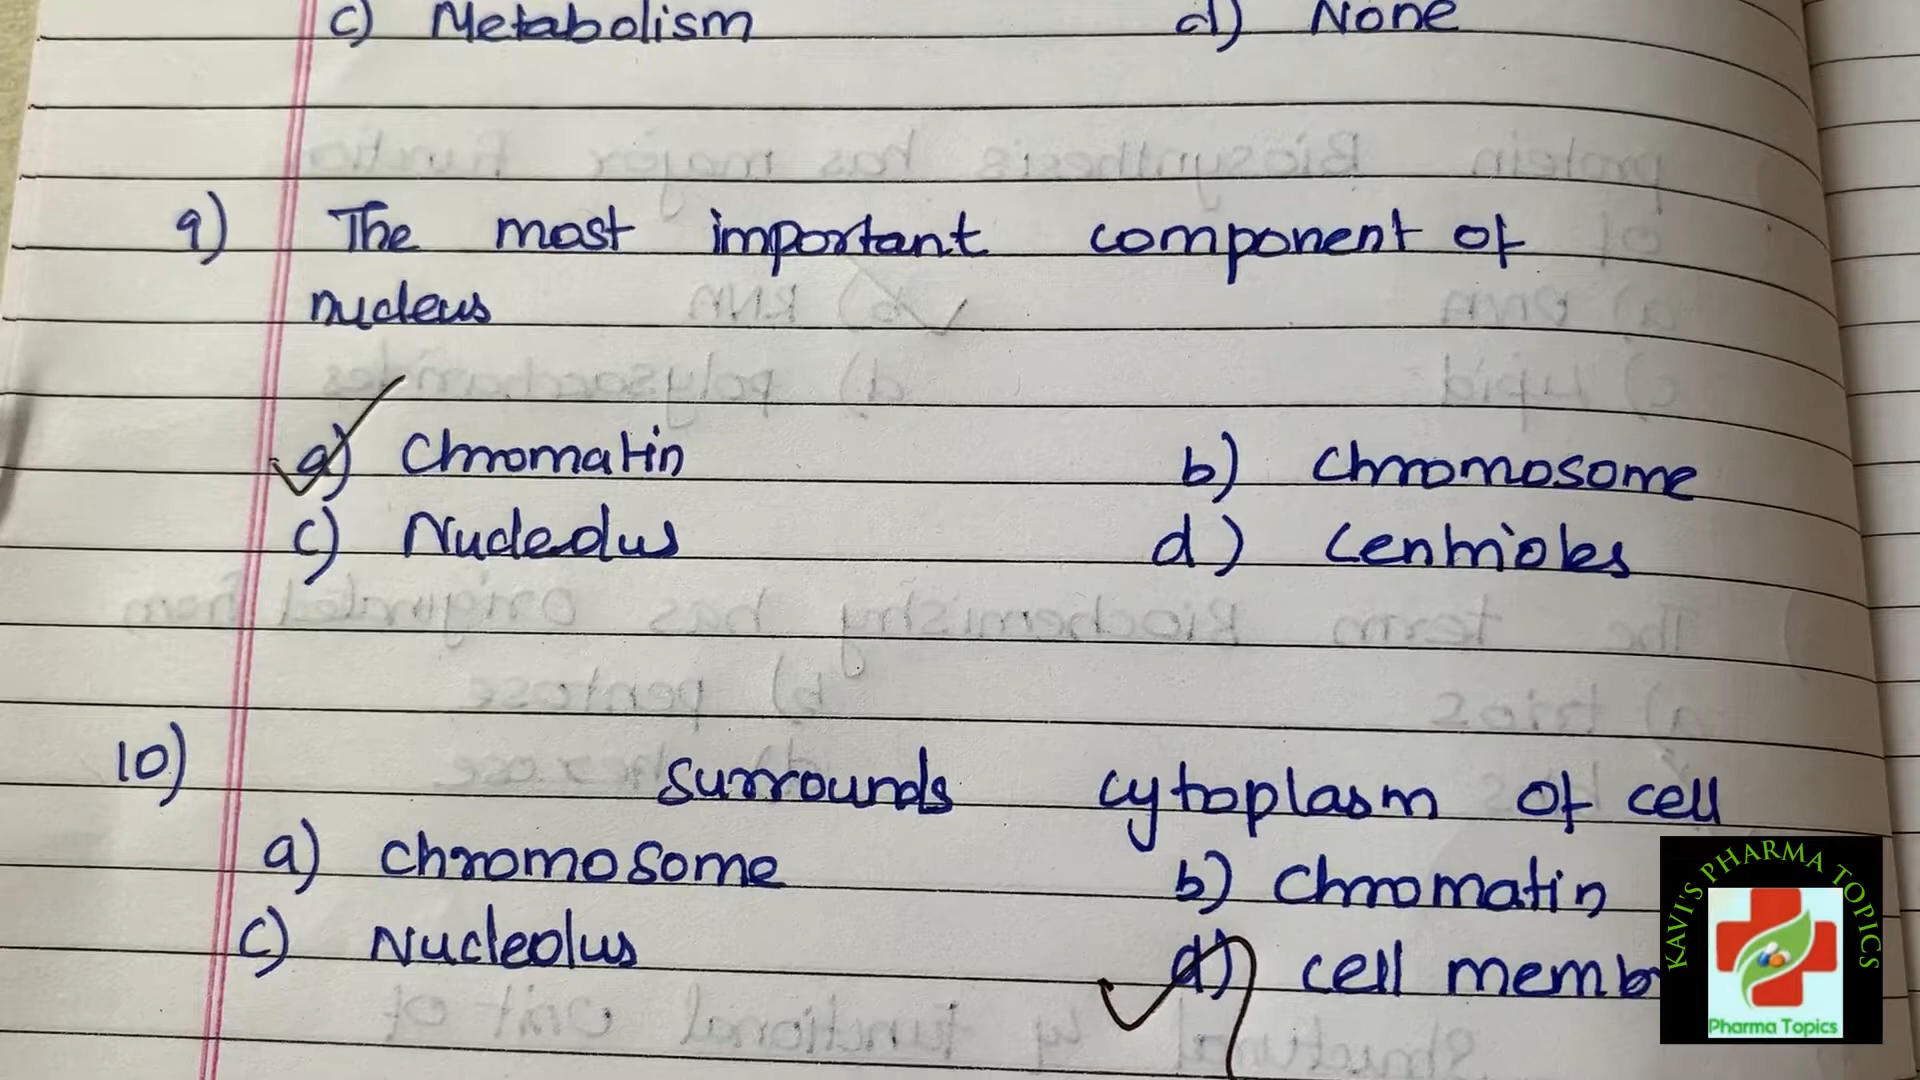 c) Metabolism d) None
9) The most important component of
nucleus
a) Chromatin b) Chromosome
c) Nucleolus d) Centrioles
10) surrounds cytoplasm of cell
a) chromosome b) Chromatin
c) Nucleolus d) cell memb
KAVI'S PHARMA TOPICS
Pharma Topics